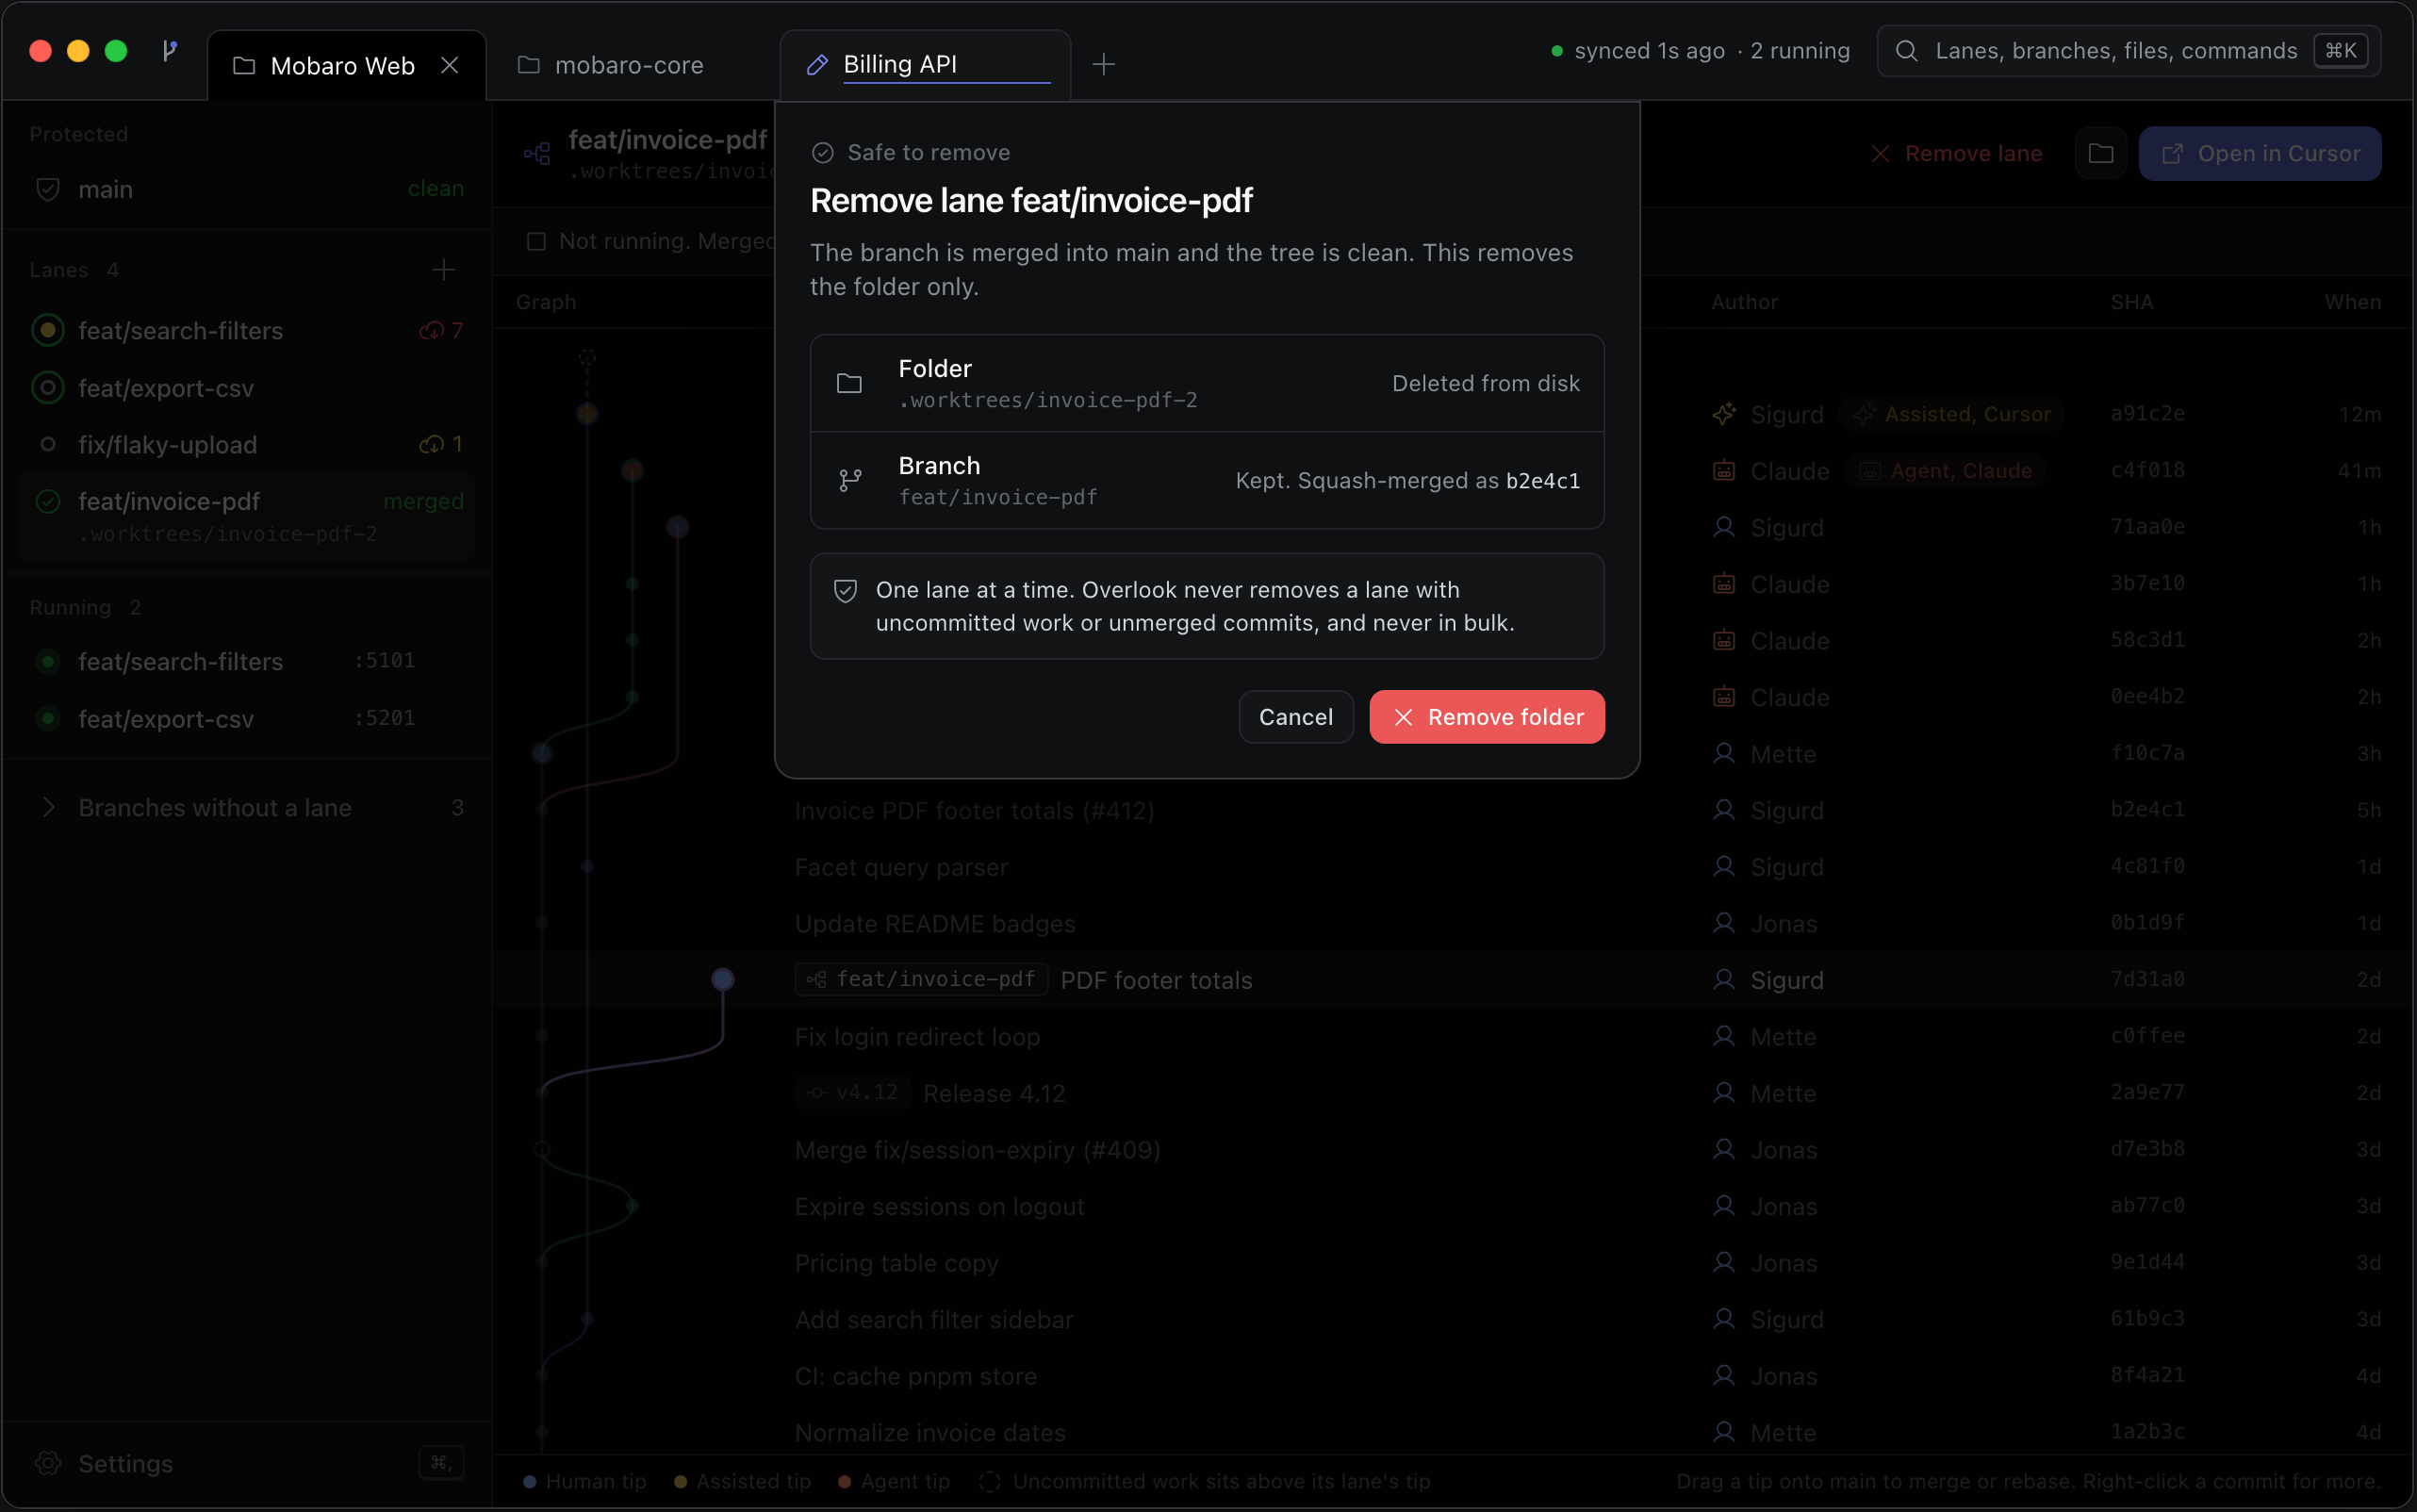 Mobaro Web
mobaro-core
Billing API
synced 1s ago · 2 running
Lanes, branches, files, commands ⌘K
Protected
main clean
Lanes 4
feat/search-filters 7
feat/export-csv
fix/flaky-upload 1
feat/invoice-pdf merged
.worktrees/invoice-pdf-2
Running 2
feat/search-filters :5101
feat/export-csv :5201
Branches without a lane 3
Settings ⌘,
feat/invoice-pdf
Remove lane
Open in Cursor
Not running. Merged
Graph Author SHA When
Safe to remove
Remove lane feat/invoice-pdf
The branch is merged into main and the tree is clean. This removes
the folder only.
Folder
.worktrees/invoice-pdf-2
Deleted from disk
Branch
feat/invoice-pdf
Kept. Squash-merged as b2e4c1
One lane at a time. Overlook never removes a lane with
uncommitted work or unmerged commits, and never in bulk.
Cancel
Remove folder
Sigurd Assisted, Cursor a91c2e 12m
Claude Agent, Claude c4f018 41m
Sigurd 71aa0e 1h
Claude 3b7e10 1h
Claude 58c3d1 2h
Claude 0ee4b2 2h
Mette f10c7a 3h
Invoice PDF footer totals (#412) Sigurd b2e4c1 5h
Facet query parser Sigurd 4c81f0 1d
Update README badges Jonas 0b1d9f 1d
feat/invoice-pdf PDF footer totals Sigurd 7d31a0 2d
Fix login redirect loop Mette c0ffee 2d
v4.12 Release 4.12 Mette 2a9e77 2d
Merge fix/session-expiry (#409) Jonas d7e3b8 3d
Expire sessions on logout Jonas ab77c0 3d
Pricing table copy Jonas 9e1d44 3d
Add search filter sidebar Sigurd 61b9c3 3d
CI: cache pnpm store Jonas 8f4a21 4d
Normalize invoice dates Mette 1a2b3c 4d
Human tip Assisted tip Agent tip Uncommitted work sits above its lane's tip
Drag a tip onto main to merge or rebase. Right-click a commit for more.